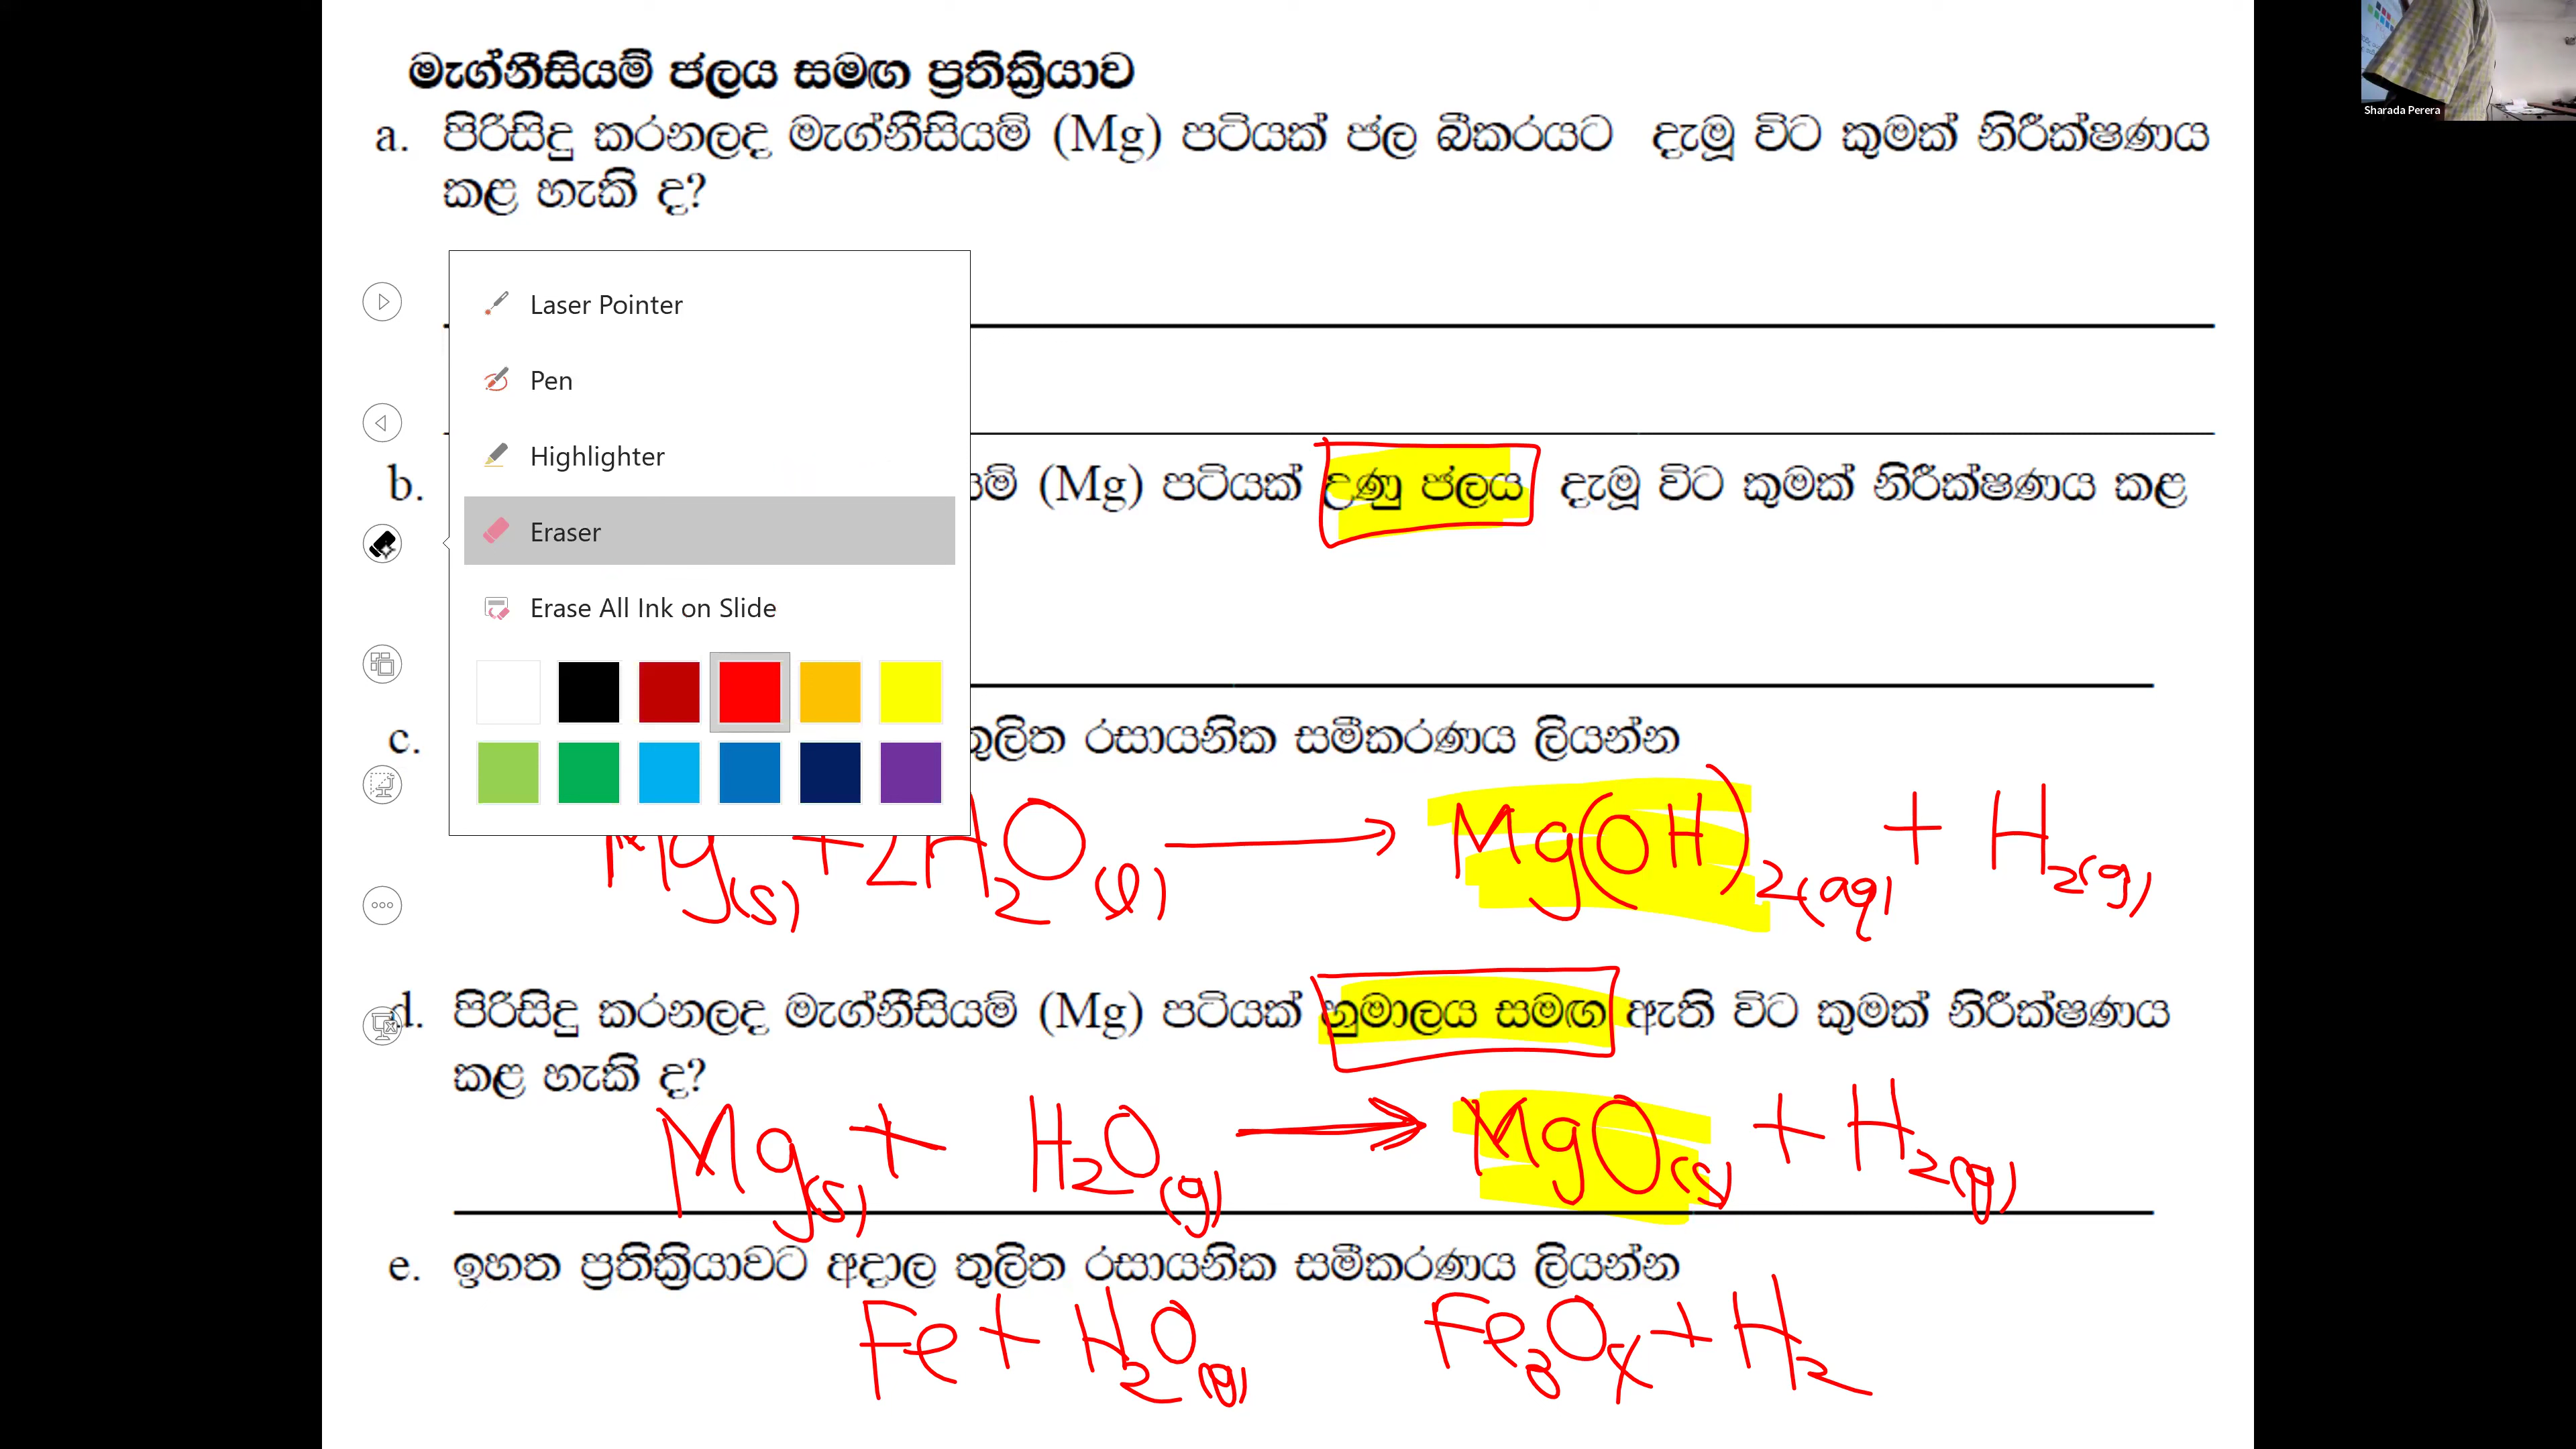 මැග්නීසියම් ජලය සමඟ ප්‍රතික්‍රියාව
a. පිරිසිදු කරනලද මැග්නීසියම් (Mg) පටියක් ජල බීකරයට දැමූ විට කුමක් නිරීක්ෂණය
කළ හැකි ද?
Sharada Perera
Laser Pointer
Pen
Highlighter
Eraser
Erase All Ink on Slide
b. යම් (Mg) පටියක් උණු ජලය දැමූ විට කුමක් නිරීක්ෂණය කළ
c. තුලිත රසායනික සමීකරණය ලියන්න
Mg(s) + 2H₂O(l) → Mg(OH)₂(aq) + H₂(g)
d. පිරිසිදු කරනලද මැග්නීසියම් (Mg) පටියක් හුමාලය සමඟ ඇති විට කුමක් නිරීක්ෂණය
කළ හැකි ද?
Mg(s) + H₂O(g) → MgO(s) + H₂(g)
e. ඉහත ප්‍රතික්‍රියාවට අදාල තුලිත රසායනික සමීකරණය ලියන්න
Fe + H₂O(g) Fe₃O₄ + H₂